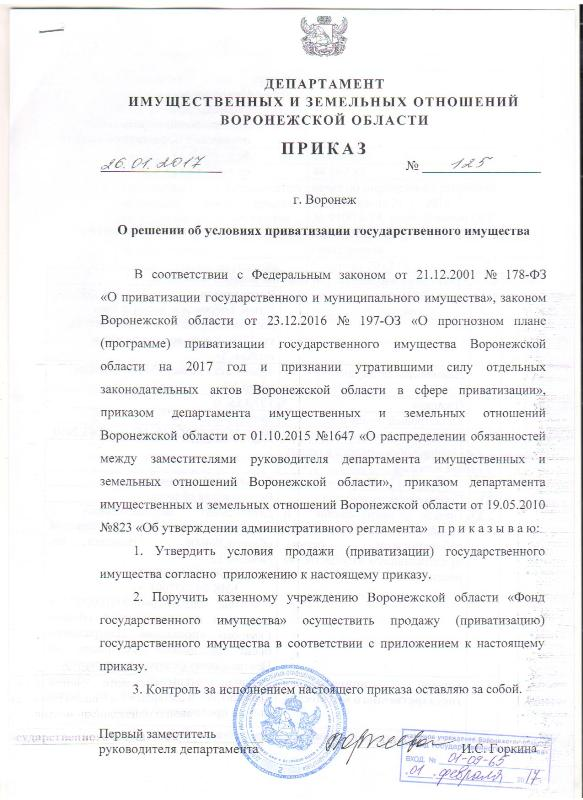 ДЕПАРТАМЕНТ
ИМУЩЕСТВЕННЫХ И ЗЕМЕЛЬНЫХ ОТНОШЕНИЙ
ВОРОНЕЖСКОЙ ОБЛАСТИ
ПРИКАЗ
26.01.2017 № 125
г. Воронеж
О решении об условиях приватизации государственного имущества
В соответствии с Федеральным законом от 21.12.2001 № 178-ФЗ
«О приватизации государственного и муниципального имущества», законом
Воронежской области от 23.12.2016 № 197-ОЗ «О прогнозном плане
(программе) приватизации государственного имущества Воронежской
области на 2017 год и признании утратившими силу отдельных
законодательных актов Воронежской области в сфере приватизации»,
приказом департамента имущественных и земельных отношений
Воронежской области от 01.10.2015 №1647 «О распределении обязанностей
между заместителями руководителя департамента имущественных и
земельных отношений Воронежской области», приказом департамента
имущественных и земельных отношений Воронежской области от 19.05.2010
№823 «Об утверждении административного регламента» п р и к а з ы в а ю:
1. Утвердить условия продажи (приватизации) государственного
имущества согласно приложению к настоящему приказу.
2. Поручить казенному учреждению Воронежской области «Фонд
государственного имущества» осуществить продажу (приватизацию)
государственного имущества в соответствии с приложением к настоящему
приказу.
3. Контроль за исполнением настоящего приказа оставляю за собой.
Первый заместитель
руководителя департамента И.С. Горкина
ВХОД. № 01-09-65
01 февраля 2017